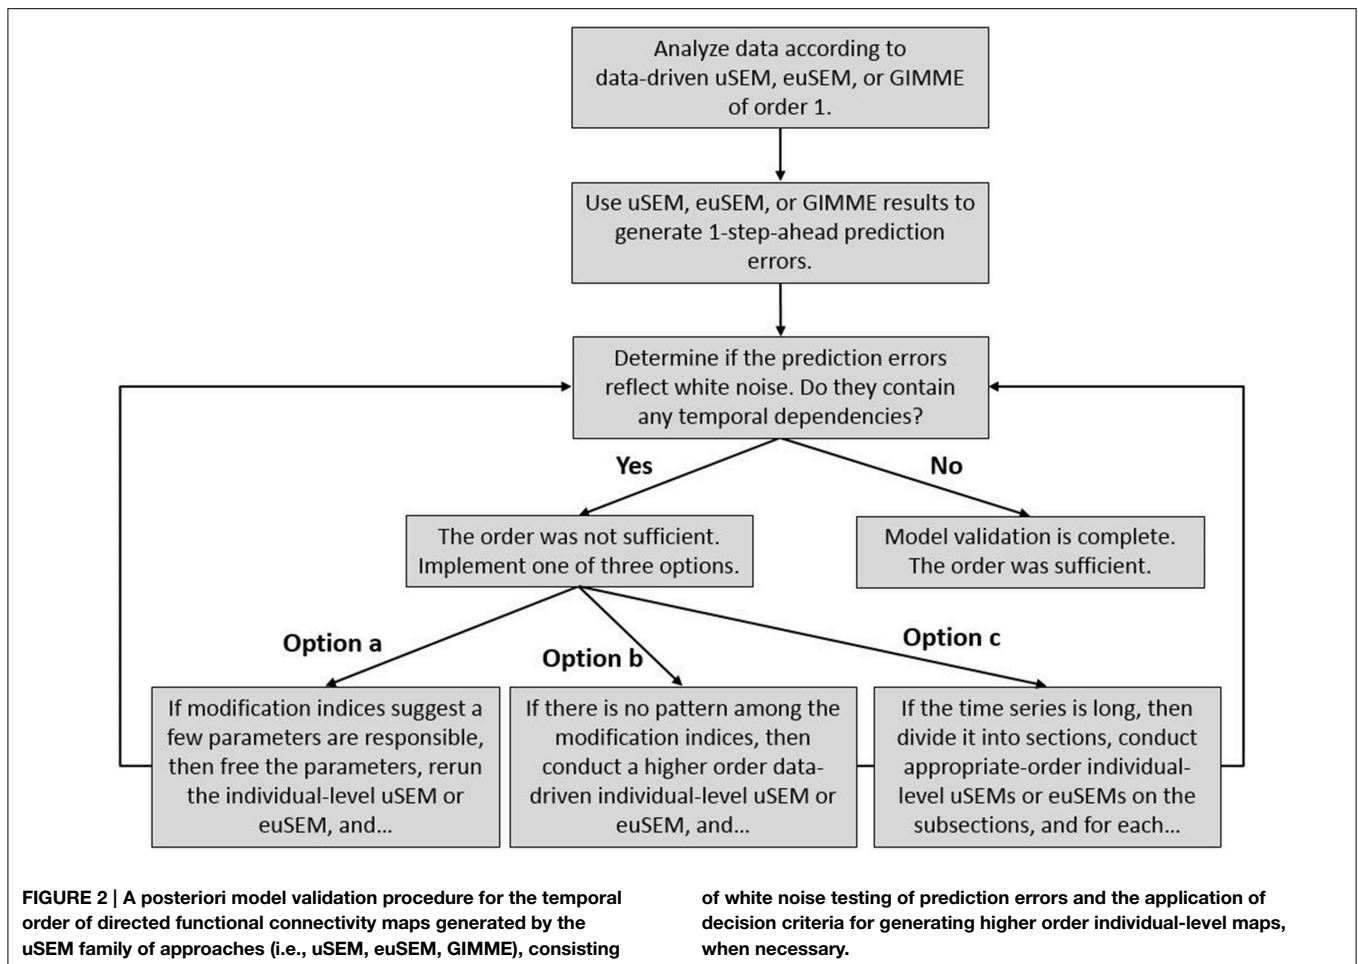 Analyze data according to
data-driven uSEM, euSEM, or GIMME
of order 1.
Use uSEM, euSEM, or GIMME results to
generate 1-step-ahead prediction
errors.
Determine if the prediction errors
reflect white noise. Do they contain
any temporal dependencies?
Yes
No
The order was not sufficient.
Implement one of three options.
Model validation is complete.
The order was sufficient.
Option a
Option b
Option c
If modification indices suggest a
few parameters are responsible,
then free the parameters, rerun
the individual-level uSEM or
euSEM, and...
If there is no pattern among the
modification indices, then
conduct a higher order data-
driven individual-level uSEM or
euSEM, and...
If the time series is long, then
divide it into sections, conduct
appropriate-order individual-
level uSEMs or euSEMs on the
subsections, and for each...
FIGURE 2 | A posteriori model validation procedure for the temporal
order of directed functional connectivity maps generated by the
uSEM family of approaches (i.e., uSEM, euSEM, GIMME), consisting
of white noise testing of prediction errors and the application of
decision criteria for generating higher order individual-level maps,
when necessary.